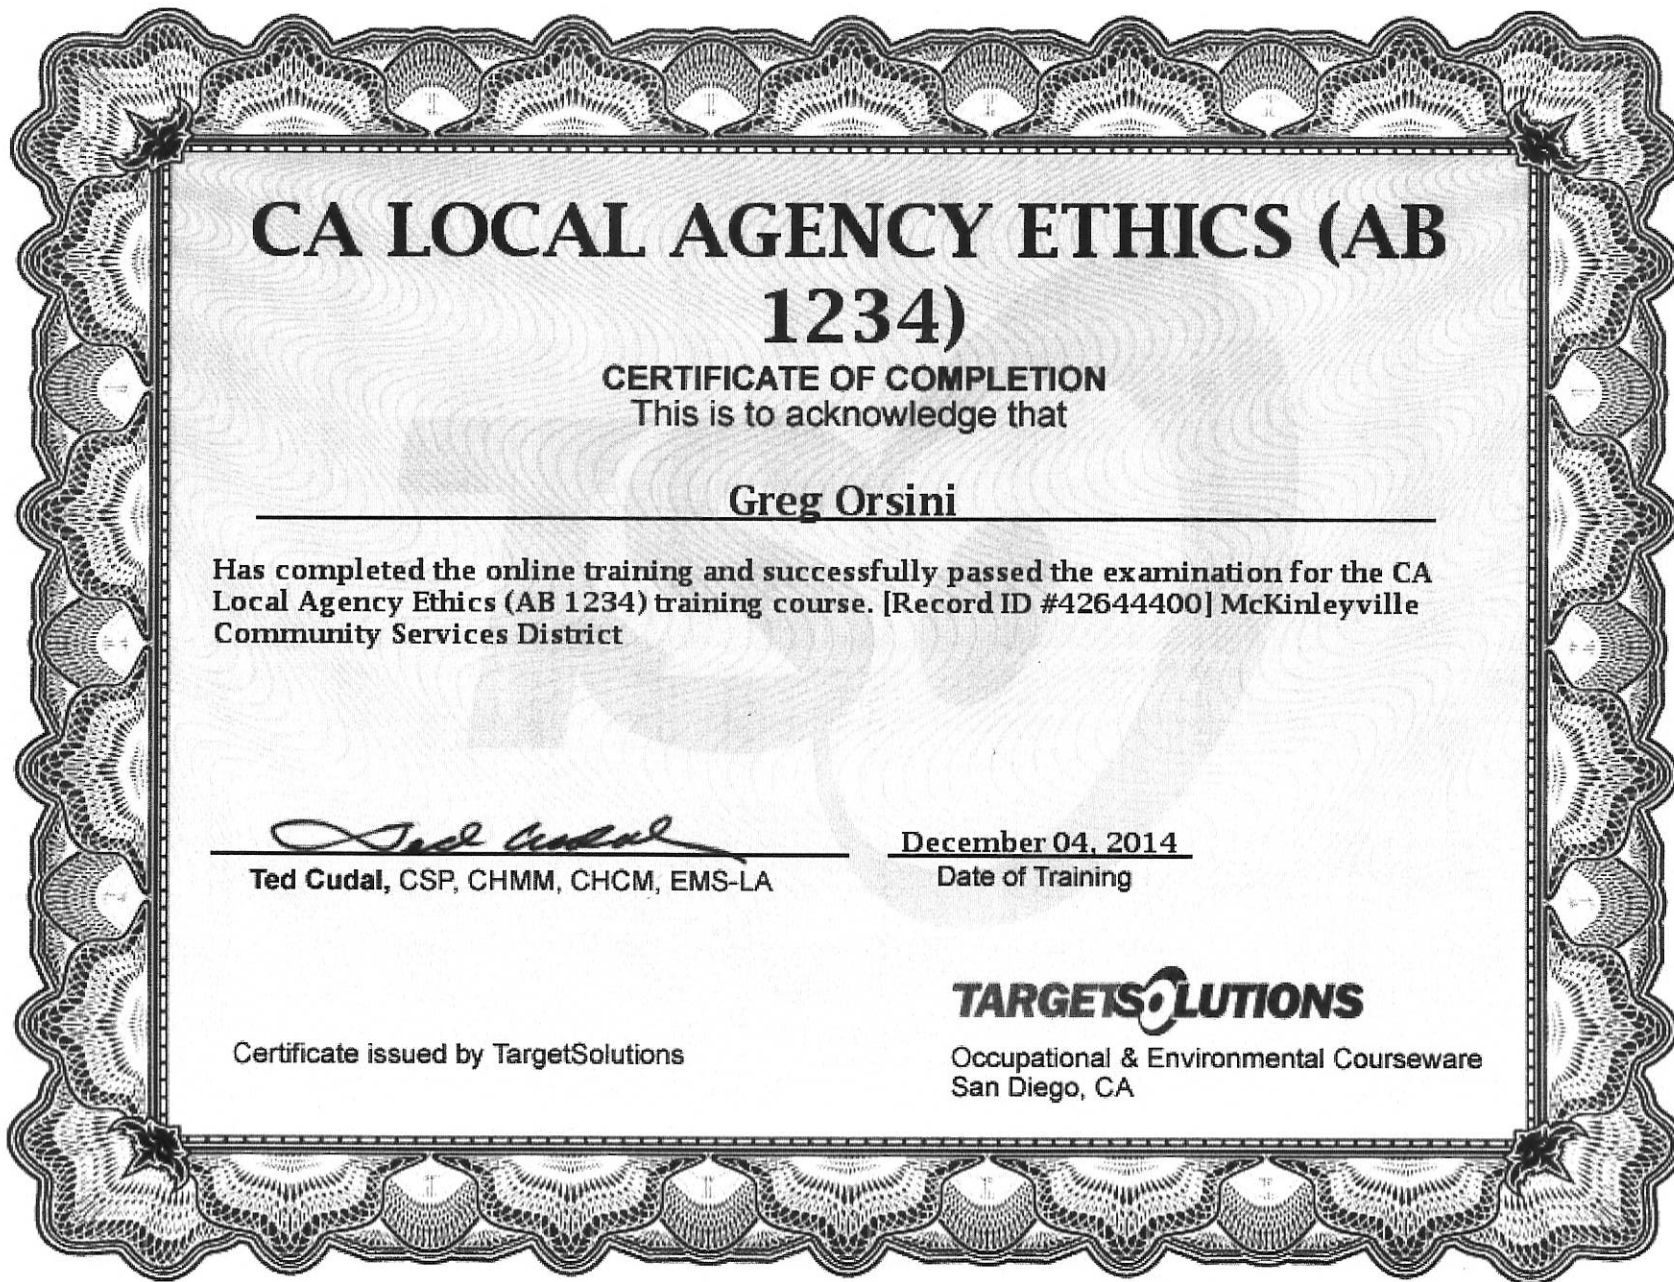 CA LOCAL AGENCY ETHICS (AB
1234)
CERTIFICATE OF COMPLETION
This is to acknowledge that
Greg Orsini
Has completed the online training and successfully passed the examination for the CA
Local Agency Ethics (AB 1234) training course. [Record ID #42644400] McKinleyville
Community Services District
Ted Cudal
December 04, 2014
Ted Cudal, CSP, CHMM, CHCM, EMS-LA
Date of Training
TARGETSOLUTIONS
Certificate issued by TargetSolutions
Occupational & Environmental Courseware
San Diego, CA